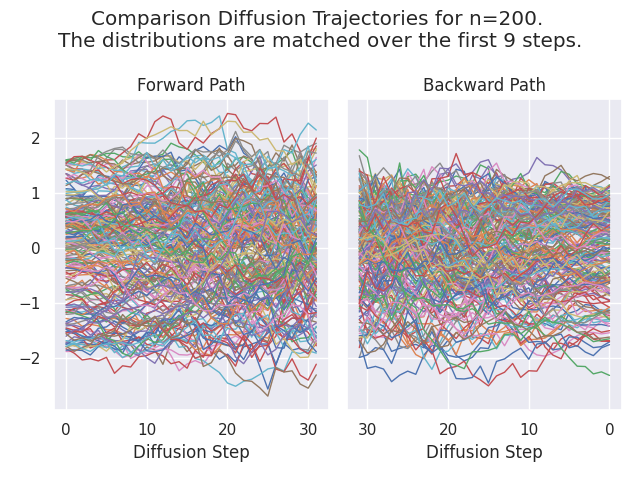 Comparison Diffusion Trajectories for n=200.
The distributions are matched over the first 9 steps.
Forward Path
Backward Path
2
1
0
−1
−2
0 10 20 30
30 20 10 0
Diffusion Step
Diffusion Step